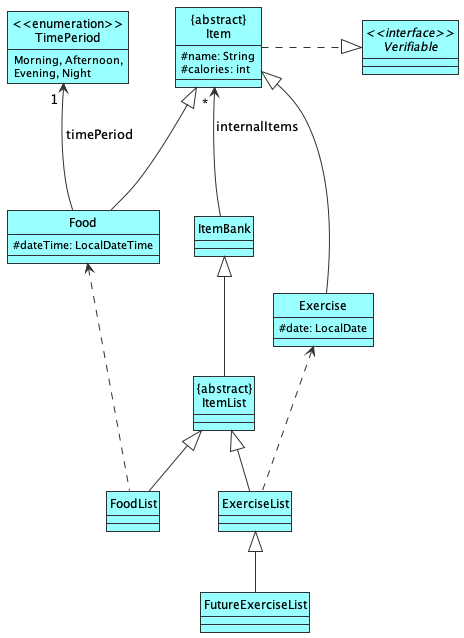 <<enumeration>>
TimePeriod
Morning, Afternoon,
Evening, Night
{abstract}
Item
#name: String
#calories: int
<<interface>>
Verifiable
1
*
timePeriod
internalItems
Food
#dateTime: LocalDateTime
ItemBank
Exercise
#date: LocalDate
{abstract}
ItemList
FoodList
ExerciseList
FutureExerciseList